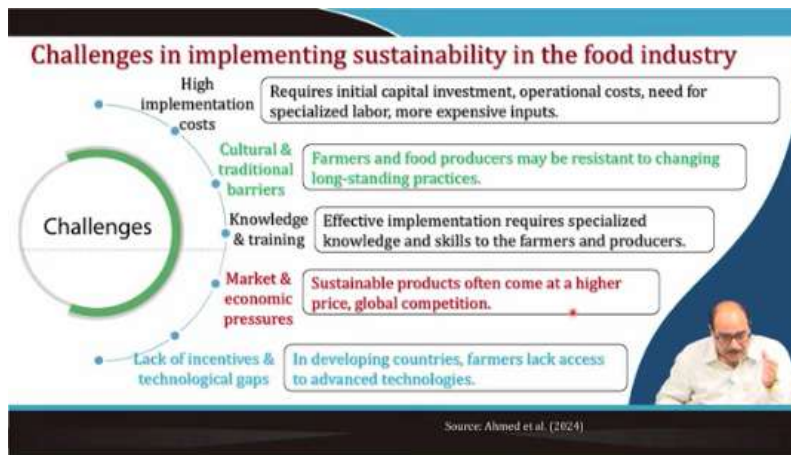 Challenges in implementing sustainability in the food industry
High
implementation
costs
Requires initial capital investment, operational costs, need for
specialized labor, more expensive inputs.
Cultural &
traditional
barriers
Farmers and food producers may be resistant to changing
long-standing practices.
Challenges
Knowledge
& training
Effective implementation requires specialized
knowledge and skills to the farmers and producers.
Market &
economic
pressures
Sustainable products often come at a higher
price, global competition.
Lack of incentives &
technological gaps
In developing countries, farmers lack access
to advanced technologies.
Source: Ahmed et al. (2024)